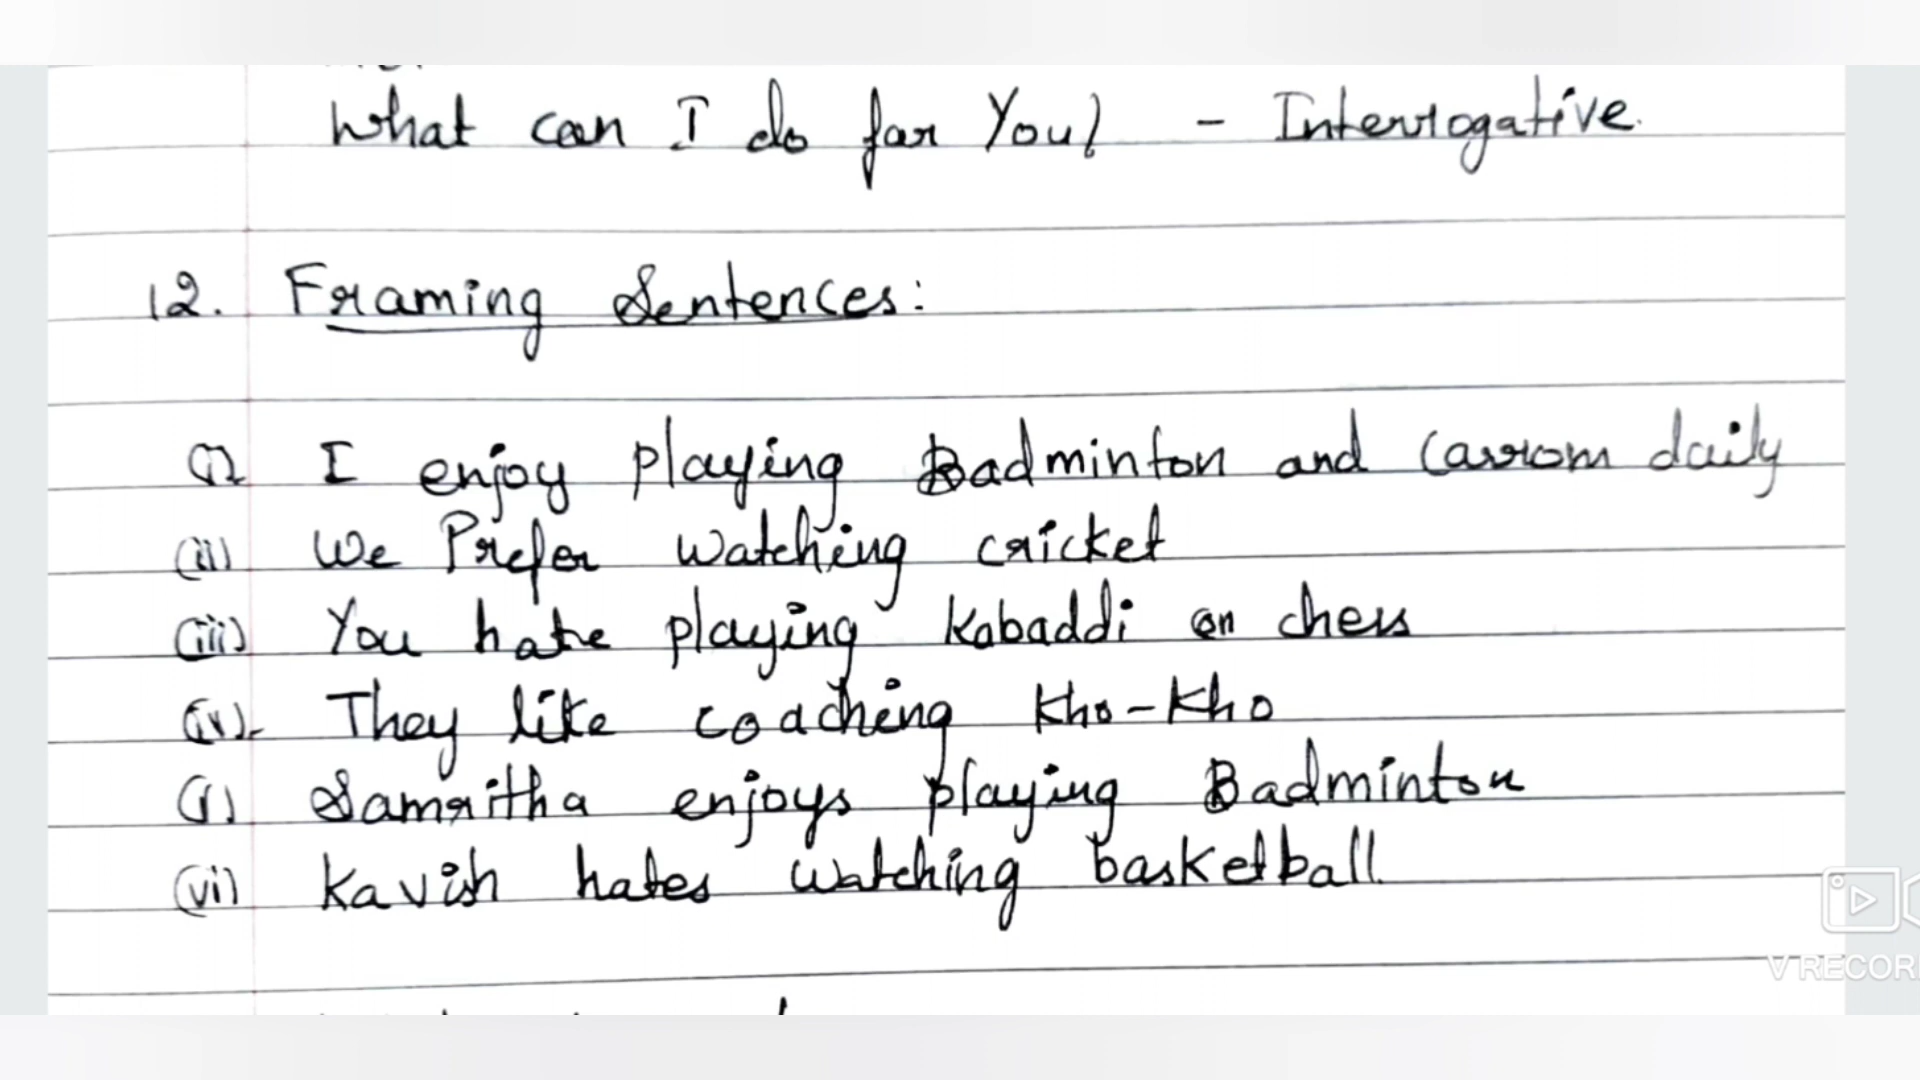 What can I do for You? - Interrogative.
12. Framing Sentences:
(i) I enjoy playing Badminton and Carrom daily
(ii) We Prefer watching cricket
(iii) You hate playing Kabaddi or chess
(iv). They like coaching Kho-Kho
(v) Samritha enjoys playing Badminton
(vi) Kavish hates watching basketball.
V RECOR